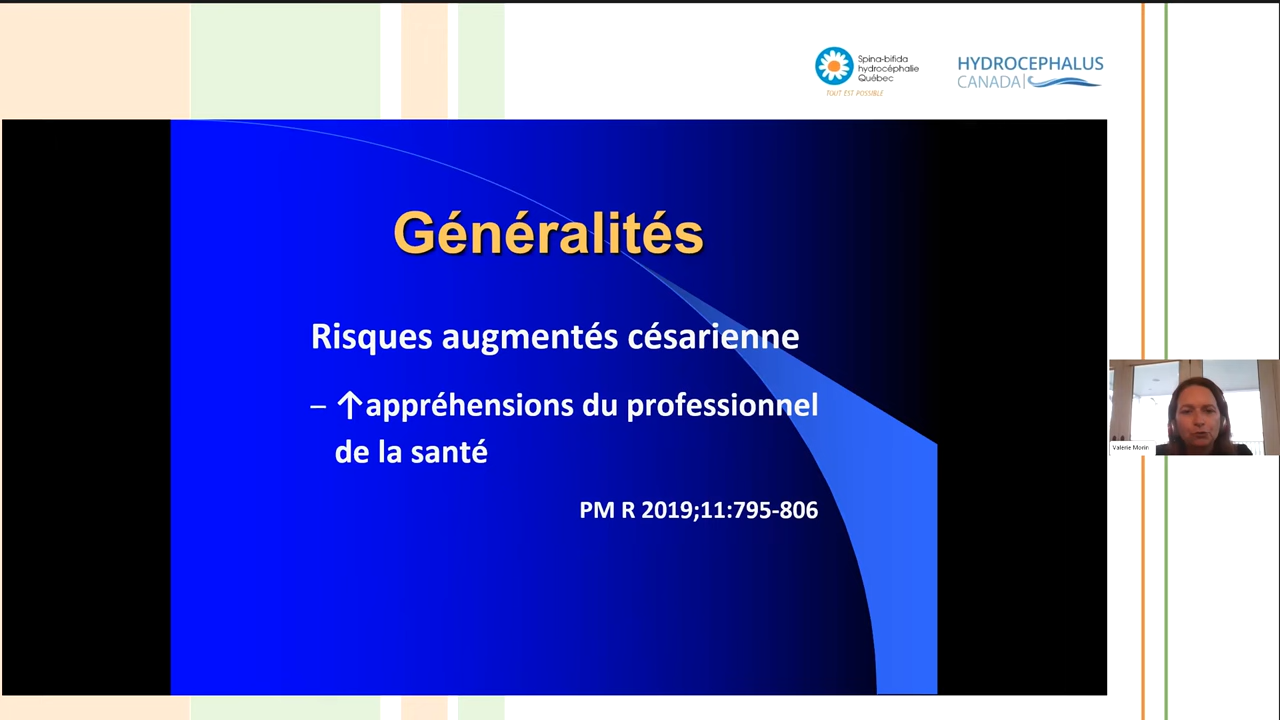 Spina-bifida
hydrocéphalie
Québec
TOUT EST POSSIBLE
HYDROCEPHALUS
CANADA
Généralités
Risques augmentés césarienne
– ↑appréhensions du professionnel
de la santé
PM R 2019;11:795-806
Valérie Morin